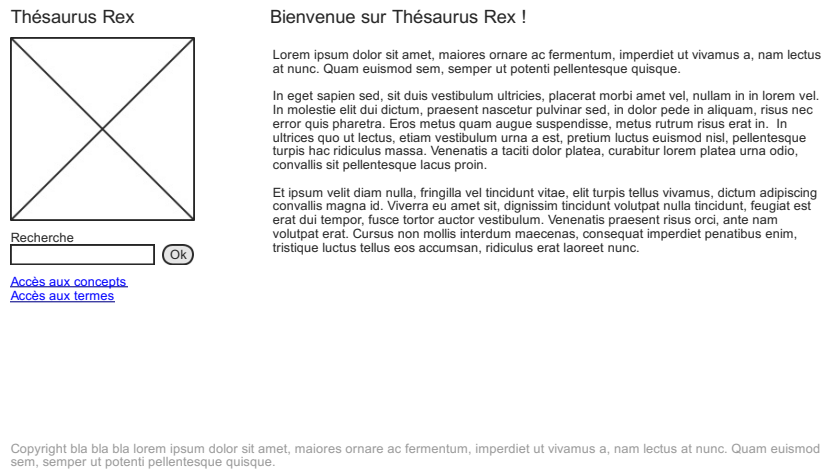 Thésaurus Rex
Recherche
Ok
Accès aux concepts
Accès aux termes
Bienvenue sur Thésaurus Rex !
Lorem ipsum dolor sit amet, maiores ornare ac fermentum, imperdiet ut vivamus a, nam lectus
at nunc. Quam euismod sem, semper ut potenti pellentesque quisque.
In eget sapien sed, sit duis vestibulum ultricies, placerat morbi amet vel, nullam in in lorem vel.
In molestie elit dui dictum, praesent nascetur pulvinar sed, in dolor pede in aliquam, risus nec
error quis pharetra. Eros metus quam augue suspendisse, metus rutrum risus erat in.  In
ultrices quo ut lectus, etiam vestibulum urna a est, pretium luctus euismod nisl, pellentesque
turpis hac ridiculus massa. Venenatis a taciti dolor platea, curabitur lorem platea urna odio,
convallis sit pellentesque lacus proin.
Et ipsum velit diam nulla, fringilla vel tincidunt vitae, elit turpis tellus vivamus, dictum adipiscing
convallis magna id. Viverra eu amet sit, dignissim tincidunt volutpat nulla tincidunt, feugiat est
erat dui tempor, fusce tortor auctor vestibulum. Venenatis praesent risus orci, ante nam
volutpat erat. Cursus non mollis interdum maecenas, consequat imperdiet penatibus enim,
tristique luctus tellus eos accumsan, ridiculus erat laoreet nunc.
Copyright bla bla bla lorem ipsum dolor sit amet, maiores ornare ac fermentum, imperdiet ut vivamus a, nam lectus at nunc. Quam euismod
sem, semper ut potenti pellentesque quisque.